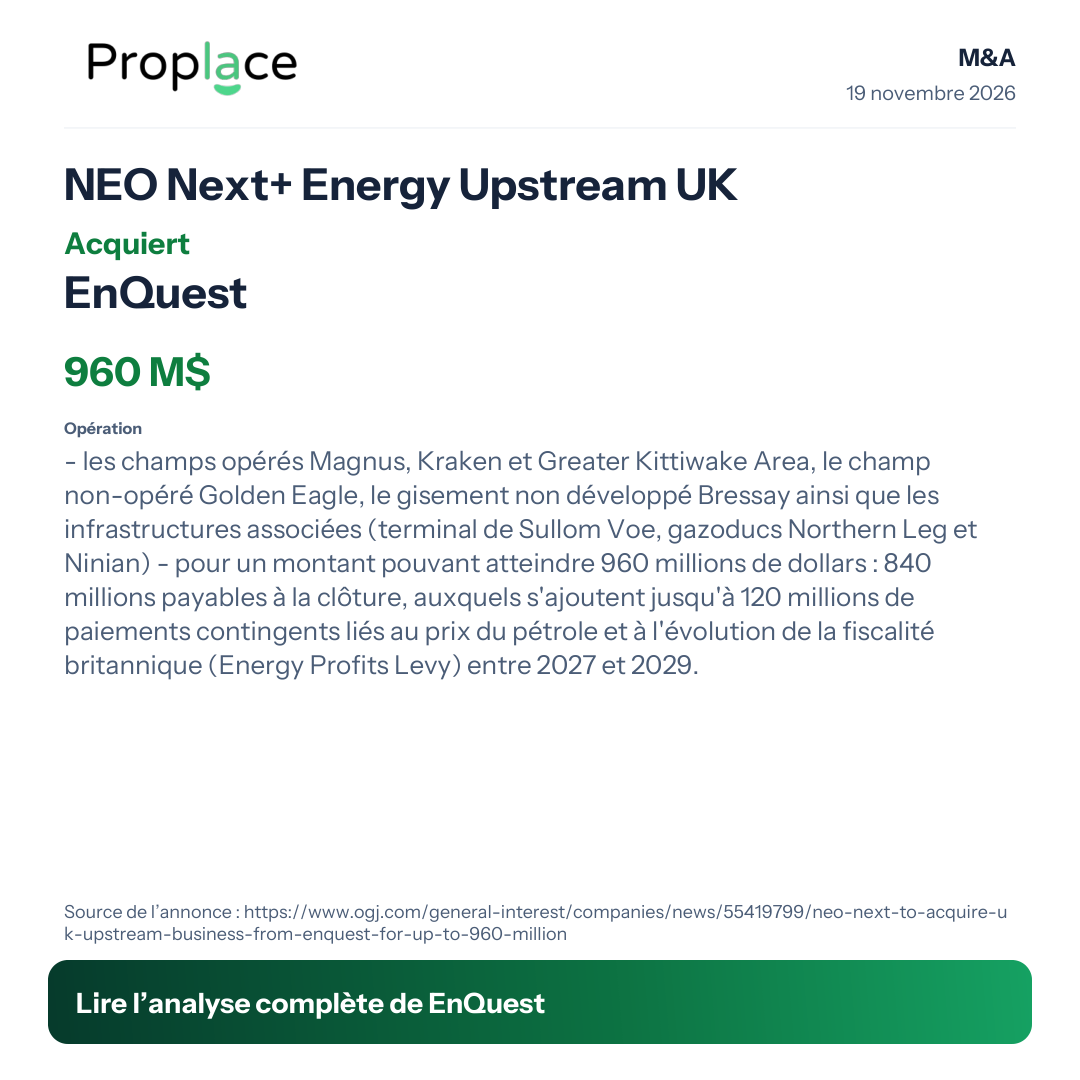 Proplace
M&A
19 novembre 2026
NEO Next+ Energy Upstream UK
Acquiert
EnQuest
960 M$
Opération
- les champs opérés Magnus, Kraken et Greater Kittiwake Area, le champ
non-opéré Golden Eagle, le gisement non développé Bressay ainsi que les
infrastructures associées (terminal de Sullom Voe, gazoducs Northern Leg et
Ninian) - pour un montant pouvant atteindre 960 millions de dollars : 840
millions payables à la clôture, auxquels s'ajoutent jusqu'à 120 millions de
paiements contingents liés au prix du pétrole et à l'évolution de la fiscalité
britannique (Energy Profits Levy) entre 2027 et 2029.
Source de l’annonce : https://www.ogj.com/general-interest/companies/news/55419799/neo-next-to-acquire-u
k-upstream-business-from-enquest-for-up-to-960-million
Lire l’analyse complète de EnQuest